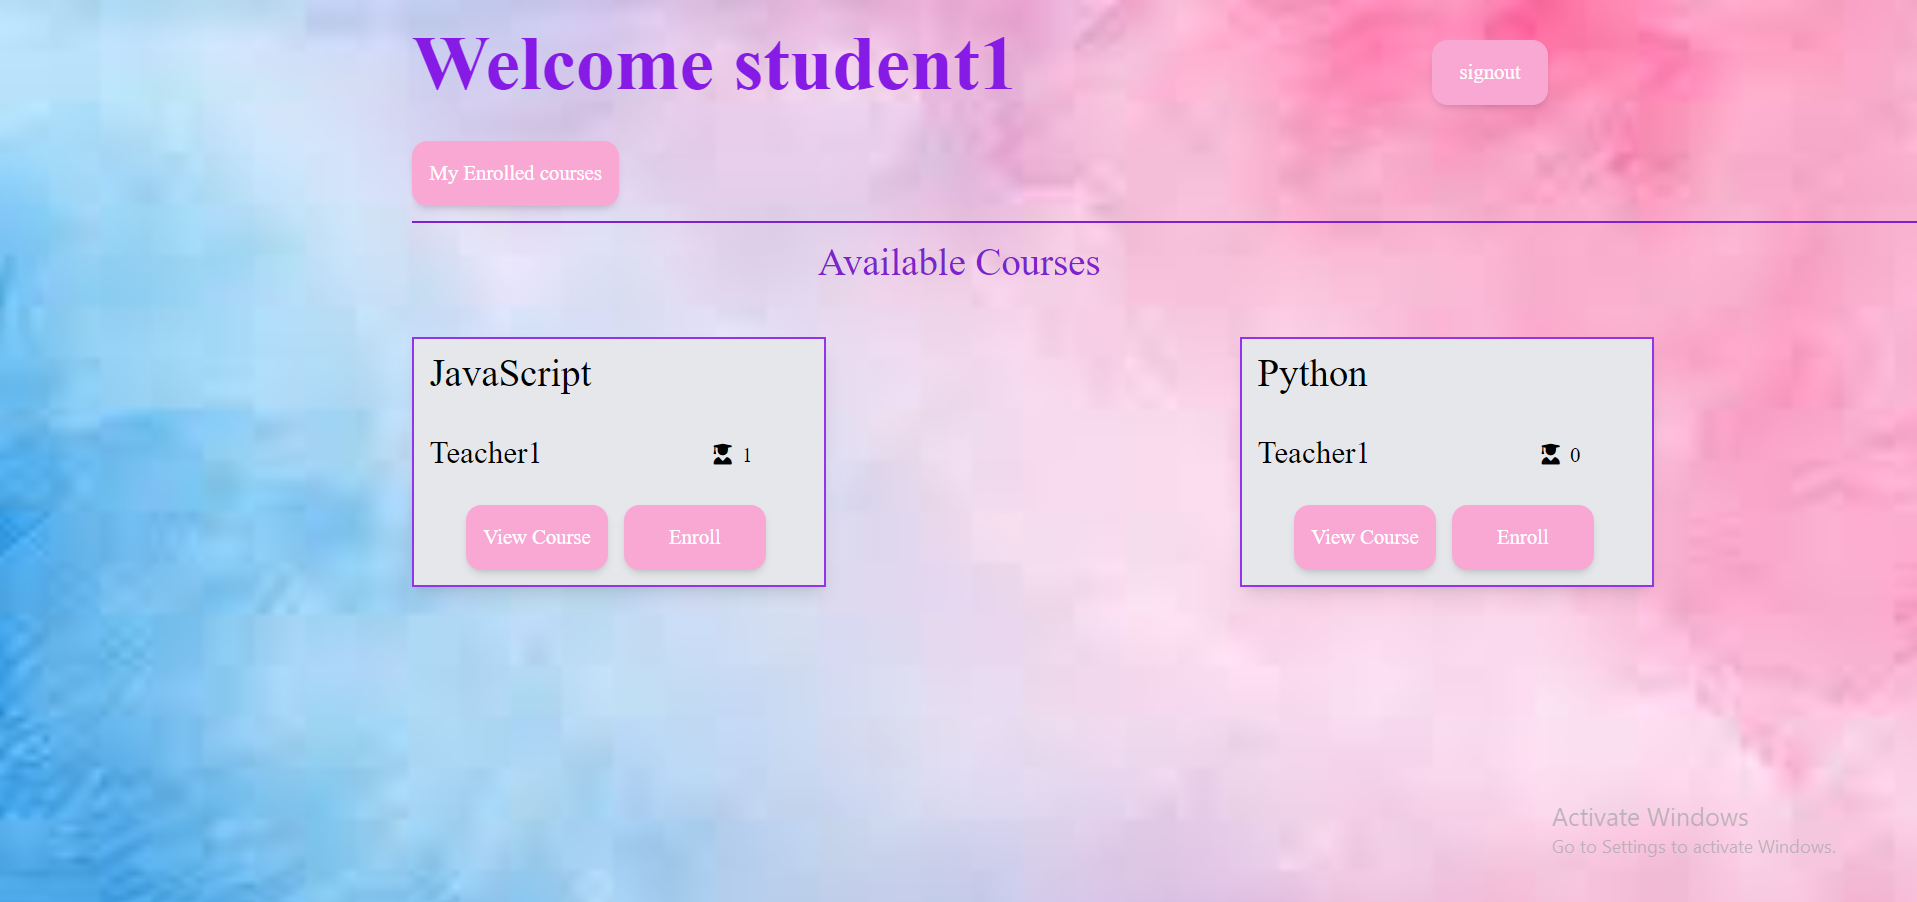 Welcome student1
signout
My Enrolled courses
Available Courses
JavaScript
Teacher1 1
View Course Enroll
Python
Teacher1 0
View Course Enroll
Activate Windows
Go to Settings to activate Windows.